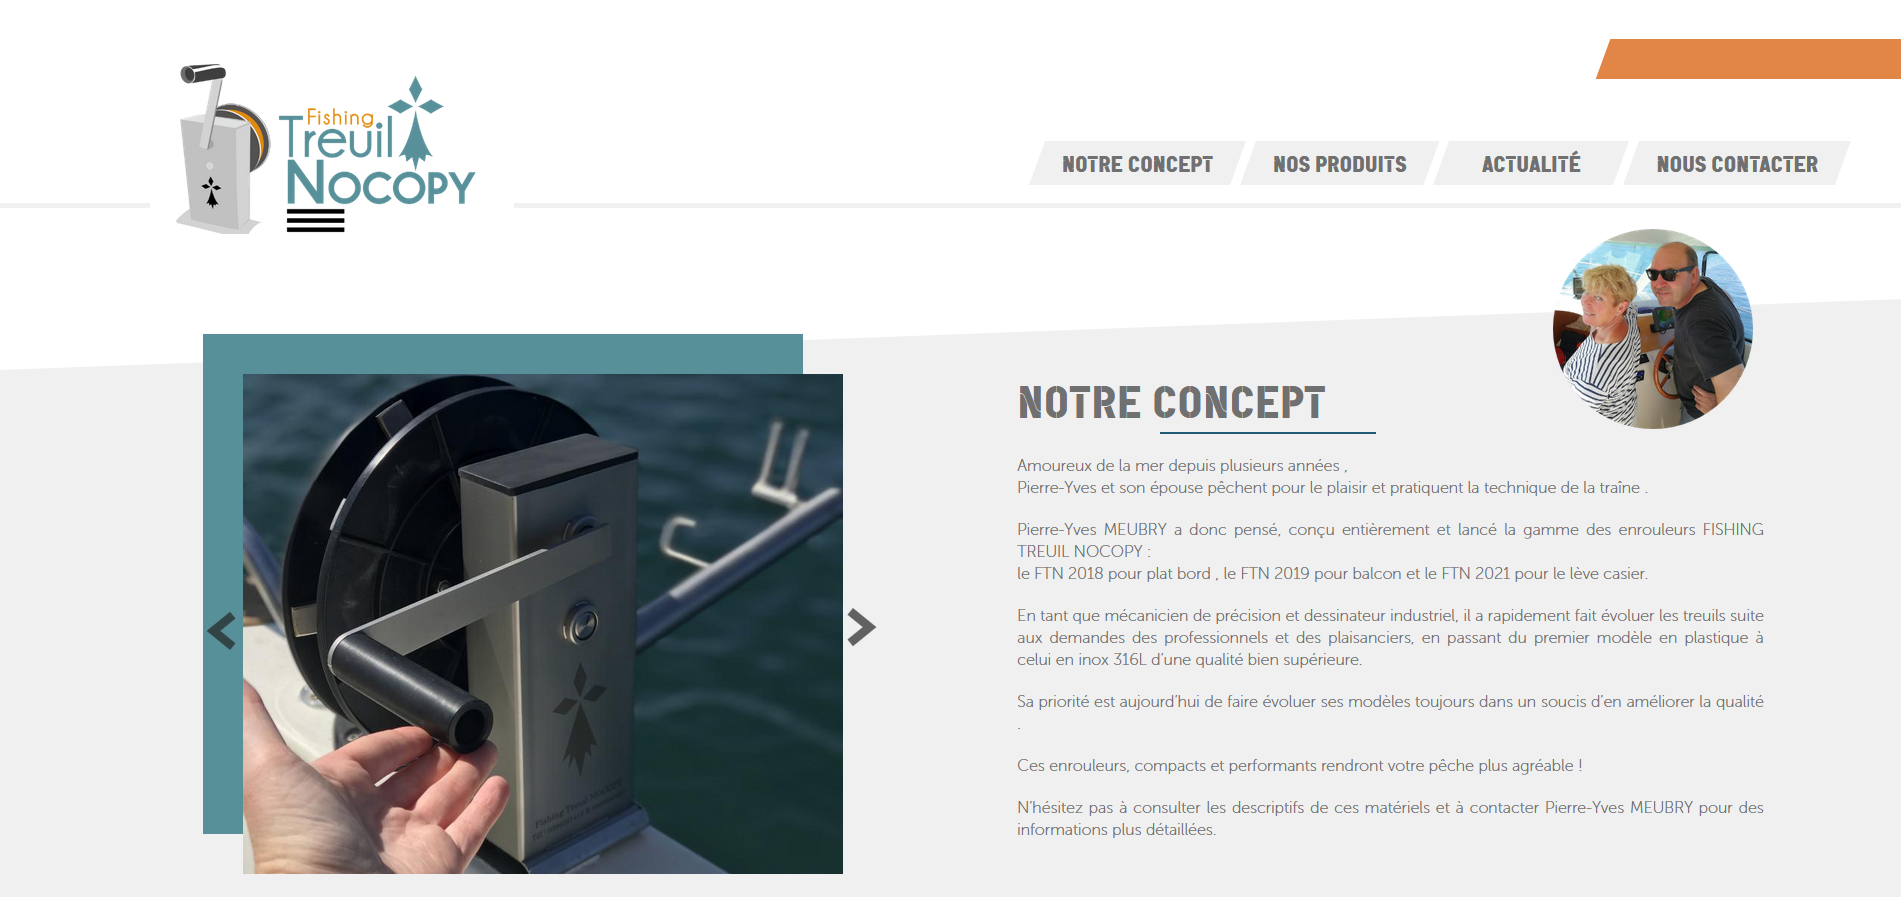 Fishing
Treuil
NOCOPY
NOTRE CONCEPT
NOS PRODUITS
ACTUALITÉ
NOUS CONTACTER
NOTRE CONCEPT
Amoureux de la mer depuis plusieurs années ,
Pierre-Yves et son épouse pêchent pour le plaisir et pratiquent la technique de la traîne .
Pierre-Yves MEUBRY a donc pensé, conçu entièrement et lancé la gamme des enrouleurs FISHING
TREUIL NOCOPY :
le FTN 2018 pour plat bord , le FTN 2019 pour balcon et le FTN 2021 pour le lève casier.
En tant que mécanicien de précision et dessinateur industriel, il a rapidement fait évoluer les treuils suite
aux demandes des professionnels et des plaisanciers, en passant du premier modèle en plastique à
celui en inox 316L d'une qualité bien supérieure.
Sa priorité est aujourd'hui de faire évoluer ses modèles toujours dans un soucis d'en améliorer la qualité
.
Ces enrouleurs, compacts et performants rendront votre pêche plus agréable !
N'hésitez pas à consulter les descriptifs de ces matériels et à contacter Pierre-Yves MEUBRY pour des
informations plus détaillées.
Fishing Treuil NOCOPY